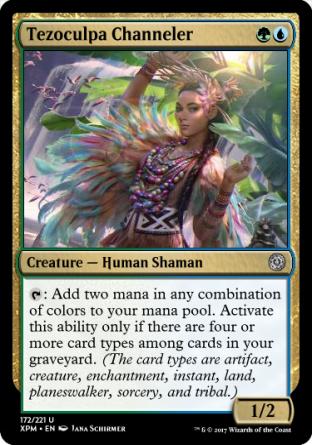 Tezoculpa Channeler
Creature — Human Shaman
: Add two mana in any combination
of colors to your mana pool. Activate
this ability only if there are four or
more card types among cards in your
graveyard. (The card types are artifact,
creature, enchantment, instant, land,
planeswalker, sorcery, and tribal.)
1/2
172/221 U
XPM • EN Jana Schirmer
™ & © 2017 Wizards of the Coast